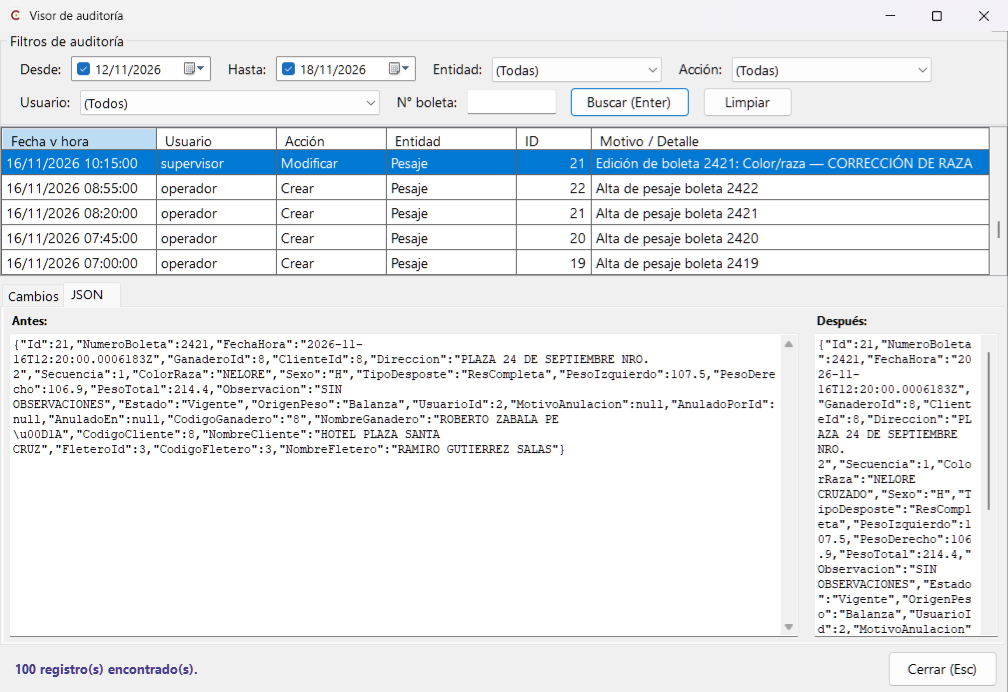 Visor de auditoría
Filtros de auditoría
Desde: 12/11/2026 Hasta: 18/11/2026 Entidad: (Todas) Acción: (Todas)
Usuario: (Todos) N° boleta: Buscar (Enter) Limpiar
Fecha y hora Usuario Acción Entidad ID Motivo / Detalle
16/11/2026 10:15:00 supervisor Modificar Pesaje 21 Edición de boleta 2421: Color/raza — CORRECCIÓN DE RAZA
16/11/2026 08:55:00 operador Crear Pesaje 22 Alta de pesaje boleta 2422
16/11/2026 08:20:00 operador Crear Pesaje 21 Alta de pesaje boleta 2421
16/11/2026 07:45:00 operador Crear Pesaje 20 Alta de pesaje boleta 2420
16/11/2026 07:00:00 operador Crear Pesaje 19 Alta de pesaje boleta 2419
Cambios JSON
Antes:
{"Id":21,"NumeroBoleta":2421,"FechaHora":"2026-11-
16T12:20:00.0006183Z","GanaderoId":8,"ClienteId":8,"Direccion":"PLAZA 24 DE SEPTIEMBRE NRO.
2","Secuencia":1,"ColorRaza":"NELORE","Sexo":"H","TipoDesposte":"ResCompleta","PesoIzquierdo":107.5,"PesoDere
cho":106.9,"PesoTotal":214.4,"Observacion":"SIN
OBSERVACIONES","Estado":"Vigente","OrigenPeso":"Balanza","UsuarioId":2,"MotivoAnulacion":null,"AnuladoPorId":
null,"AnuladoEn":null,"CodigoGanadero":"8","NombreGanadero":"ROBERTO ZABALA PE
\u00D1A","CodigoCliente":8,"NombreCliente":"HOTEL PLAZA SANTA
CRUZ","FleteroId":3,"CodigoFletero":3,"NombreFletero":"RAMIRO GUTIERREZ SALAS"}
Después:
{"Id":21,"NumeroBoleta
":2421,"FechaHora":"20
26-11-
16T12:20:00.0006183Z",
"GanaderoId":8,"Client
eId":8,"Direccion":"PL
AZA 24 DE SEPTIEMBRE
NRO.
2","Secuencia":1,"Colo
rRaza":"NELORE
CRUZADO","Sexo":"H","T
ipoDesposte":"ResCompl
eta","PesoIzquierdo":1
07.5,"PesoDerecho":106
.9,"PesoTotal":214.4,"
Observacion":"SIN
OBSERVACIONES","Estado
":"Vigente","OrigenPes
o":"Balanza","UsuarioI
d":2,"MotivoAnulacion"
100 registro(s) encontrado(s).
Cerrar (Esc)